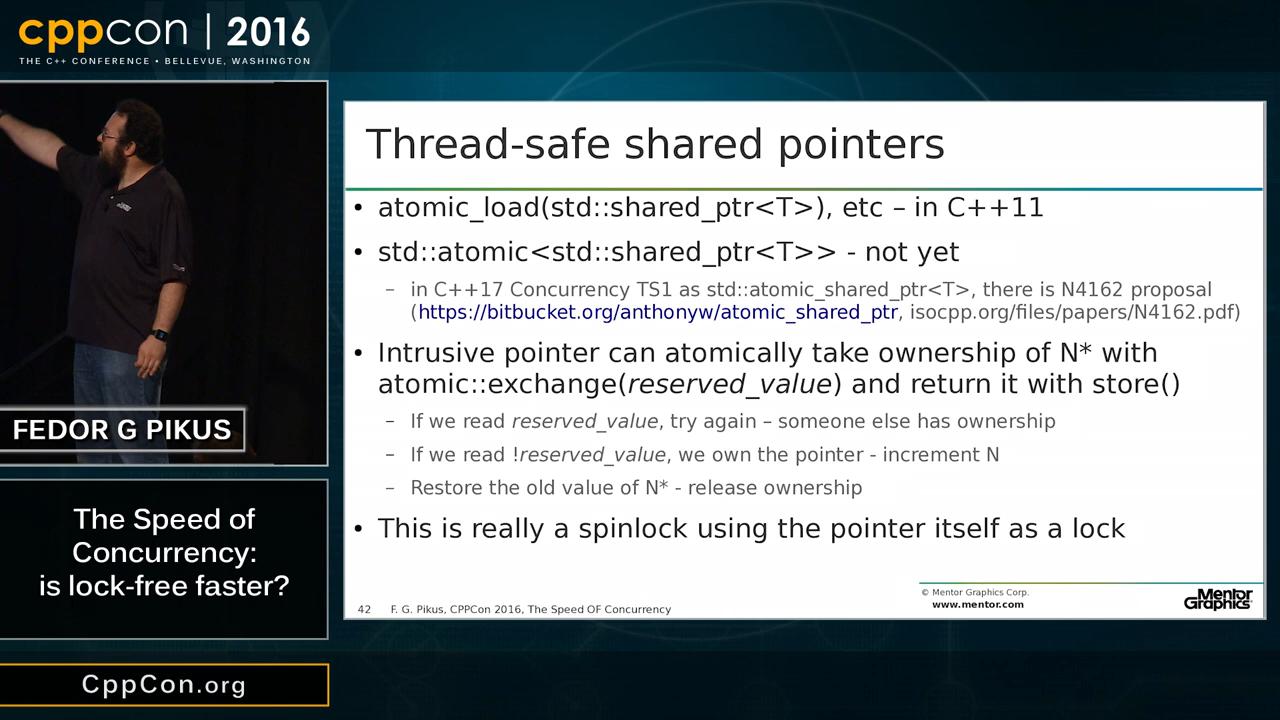 cppcon | 2016
THE C++ CONFERENCE • BELLEVUE, WASHINGTON
FEDOR G PIKUS
The Speed of
Concurrency:
is lock-free faster?
CppCon.org
Thread-safe shared pointers
• atomic_load(std::shared_ptr<T>), etc – in C++11
• std::atomic<std::shared_ptr<T>> - not yet
– in C++17 Concurrency TS1 as std::atomic_shared_ptr<T>, there is N4162 proposal
(https://bitbucket.org/anthonyw/atomic_shared_ptr, isocpp.org/files/papers/N4162.pdf)
• Intrusive pointer can atomically take ownership of N* with
atomic::exchange(reserved_value) and return it with store()
– If we read reserved_value, try again – someone else has ownership
– If we read !reserved_value, we own the pointer - increment N
– Restore the old value of N* - release ownership
• This is really a spinlock using the pointer itself as a lock
42 F. G. Pikus, CPPCon 2016, The Speed OF Concurrency
© Mentor Graphics Corp.
www.mentor.com
Mentor
Graphics